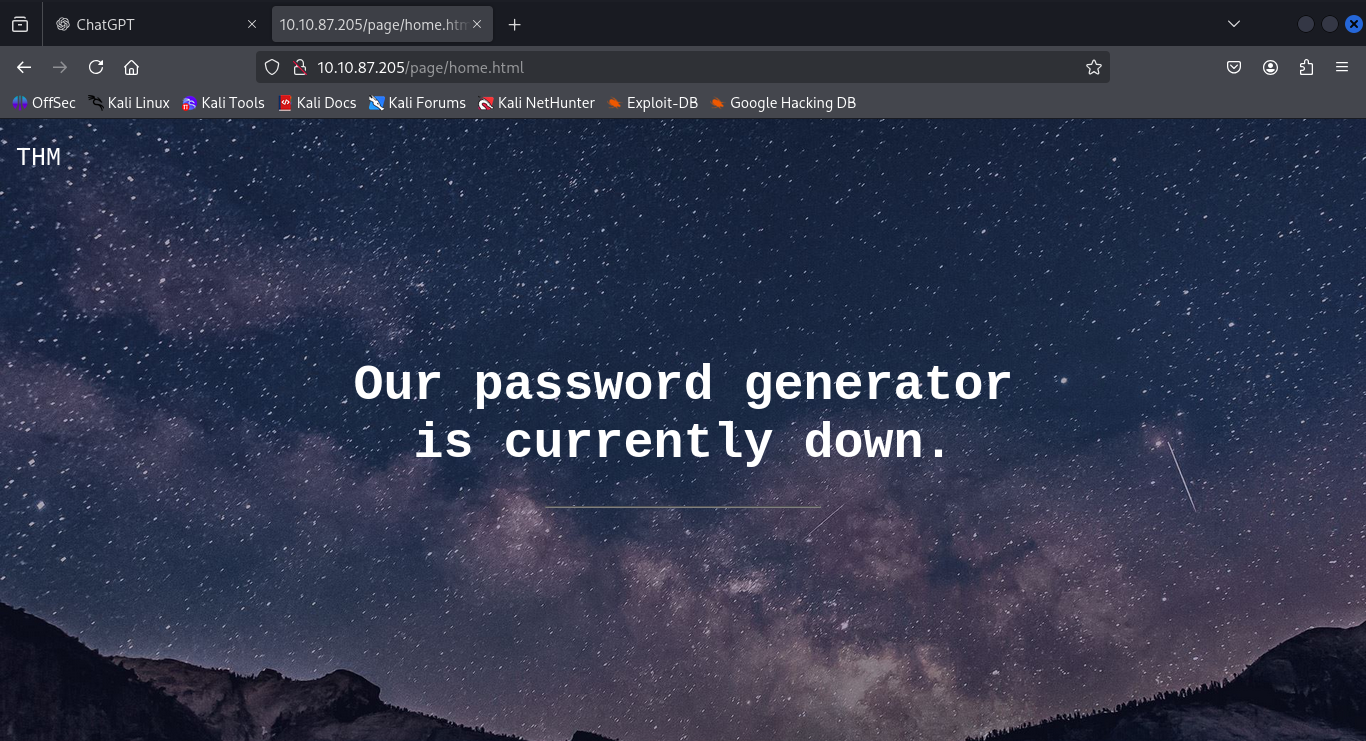 ChatGPT
10.10.87.205/page/home.htm
10.10.87.205/page/home.html
OffSec
Kali Linux
Kali Tools
Kali Docs
Kali Forums
Kali NetHunter
Exploit-DB
Google Hacking DB
THM
Our password generator
is currently down.